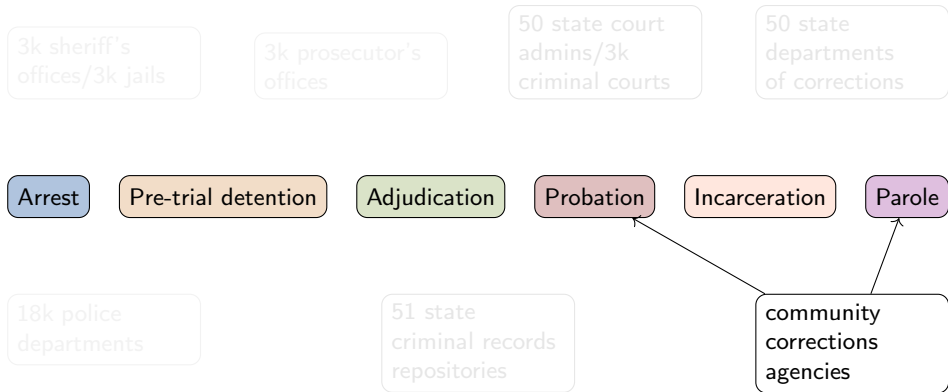 3k sheriff's
offices/3k jails
3k prosecutor's
offices
50 state court
admins/3k
criminal courts
50 state
departments
of corrections
Arrest
Pre-trial detention
Adjudication
Probation
Incarceration
Parole
18k police
departments
51 state
criminal records
repositories
community
corrections
agencies